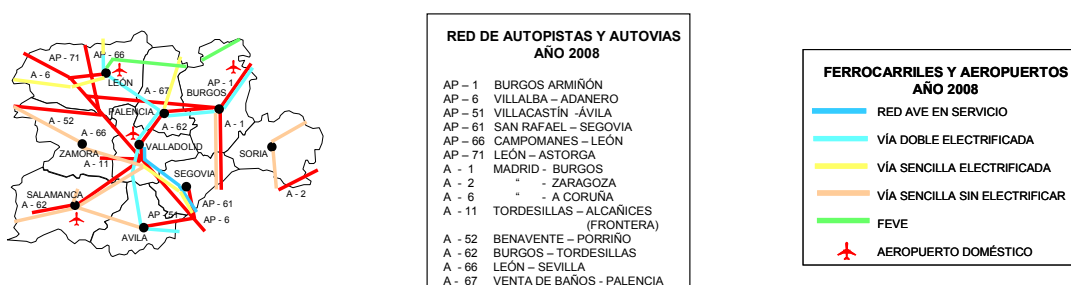 AP - 71
AP - 66
A - 6
LEÓN
A - 67
AP - 1
BURGOS
PALENCIA
A - 52
A - 62
A - 1
A - 66
VALLADOLID
ZAMORA
A - 11
SORIA
SEGOVIA
A - 2
SALAMANCA
A - 62
AP - 61
AP - 51
AP - 6
AVILA
RED DE AUTOPISTAS Y AUTOVIAS
AÑO 2008
AP – 1 BURGOS ARMIÑÓN
AP – 6 VILLALBA – ADANERO
AP – 51 VILLACASTÍN -ÁVILA
AP – 61 SAN RAFAEL – SEGOVIA
AP – 66 CAMPOMANES – LEÓN
AP – 71 LEÓN – ASTORGA
A - 1 MADRID - BURGOS
A - 2 “ - ZARAGOZA
A - 6 “ - A CORUÑA
A - 11 TORDESILLAS – ALCAÑICES
(FRONTERA)
A - 52 BENAVENTE – PORRIÑO
A - 62 BURGOS – TORDESILLAS
A - 66 LEÓN – SEVILLA
A - 67 VENTA DE BAÑOS - PALENCIA
FERROCARRILES Y AEROPUERTOS
AÑO 2008
RED AVE EN SERVICIO
VÍA DOBLE ELECTRIFICADA
VÍA SENCILLA ELECTRIFICADA
VÍA SENCILLA SIN ELECTRIFICAR
FEVE
AEROPUERTO DOMÉSTICO